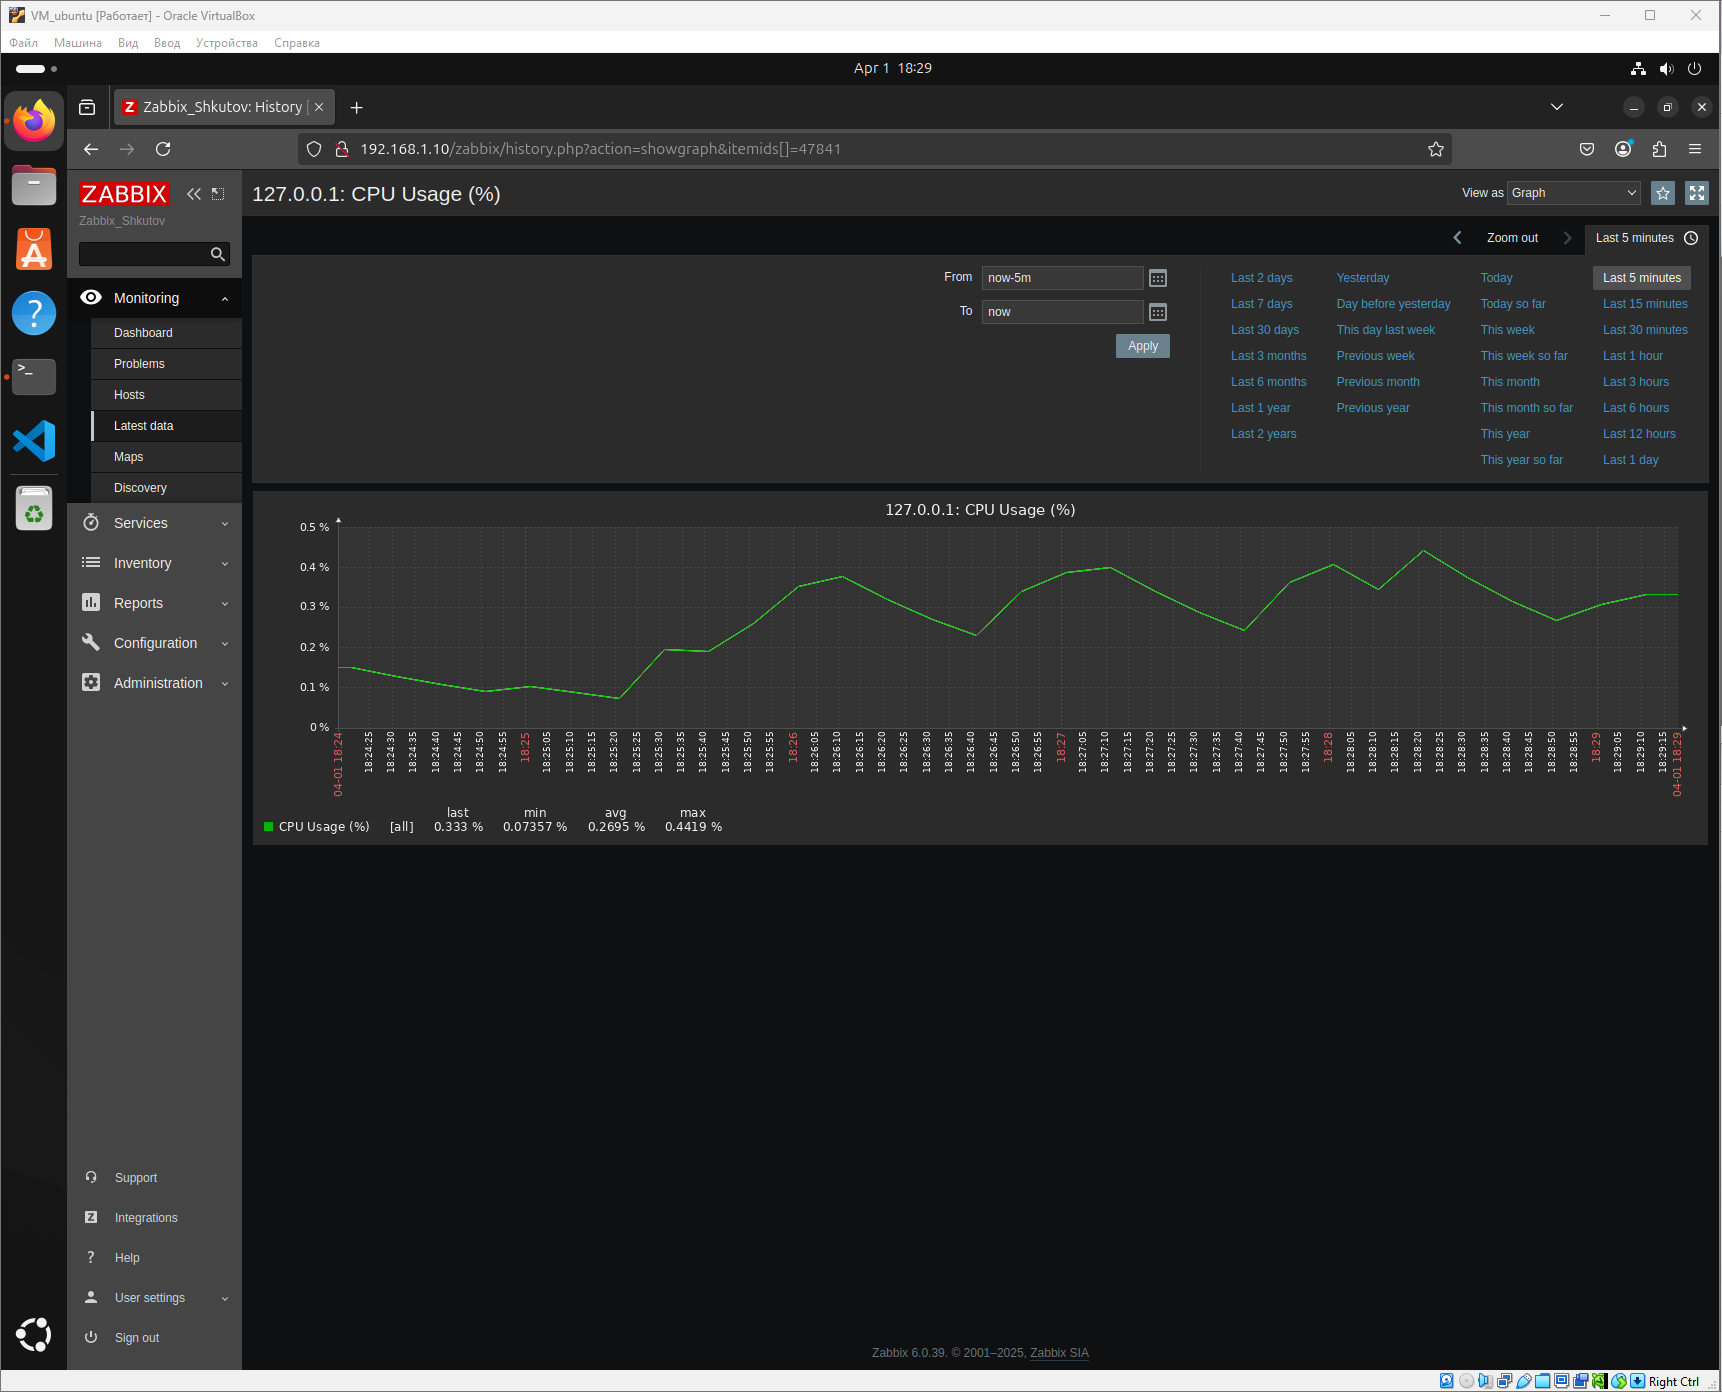 VM_ubuntu [Работает] - Oracle VirtualBox
Файл Машина Вид Ввод Устройства Справка
Apr 1 18:29
Zabbix_Shkutov: History [
192.168.1.10/zabbix/history.php?action=showgraph&itemids[]=47841
ZABBIX
Zabbix_Shkutov
Monitoring
Dashboard
Problems
Hosts
Latest data
Maps
Discovery
Services
Inventory
Reports
Configuration
Administration
Support
Integrations
Help
User settings
Sign out
127.0.0.1: CPU Usage (%)
View as Graph
Zoom out Last 5 minutes
From now-5m
To now
Apply
Last 2 days Yesterday Today Last 5 minutes
Last 7 days Day before yesterday Today so far Last 15 minutes
Last 30 days This day last week This week Last 30 minutes
Last 3 months Previous week This week so far Last 1 hour
Last 6 months Previous month This month Last 3 hours
Last 1 year Previous year This month so far Last 6 hours
Last 2 years This year Last 12 hours
This year so far Last 1 day
127.0.0.1: CPU Usage (%)
0.5 %
0.4 %
0.3 %
0.2 %
0.1 %
0 %
04-01 18:24 18:24:25 18:24:30 18:24:35 18:24:40 18:24:45 18:24:50 18:24:55 18:25 18:25:05 18:25:10 18:25:15 18:25:20 18:25:25 18:25:30 18:25:35 18:25:40 18:25:45 18:25:50 18:25:55 18:26 18:26:05 18:26:10 18:26:15 18:26:20 18:26:25 18:26:30 18:26:35 18:26:40 18:26:45 18:26:50 18:26:55 18:27 18:27:05 18:27:10 18:27:15 18:27:20 18:27:25 18:27:30 18:27:35 18:27:40 18:27:45 18:27:50 18:27:55 18:28 18:28:05 18:28:10 18:28:15 18:28:20 18:28:25 18:28:30 18:28:35 18:28:40 18:28:45 18:28:50 18:28:55 18:29 18:29:05 18:29:10 18:29:15 04-01 18:29
last min avg max
CPU Usage (%) [all] 0.333 % 0.07357 % 0.2695 % 0.4419 %
Zabbix 6.0.39. © 2001–2025, Zabbix SIA
Right Ctrl